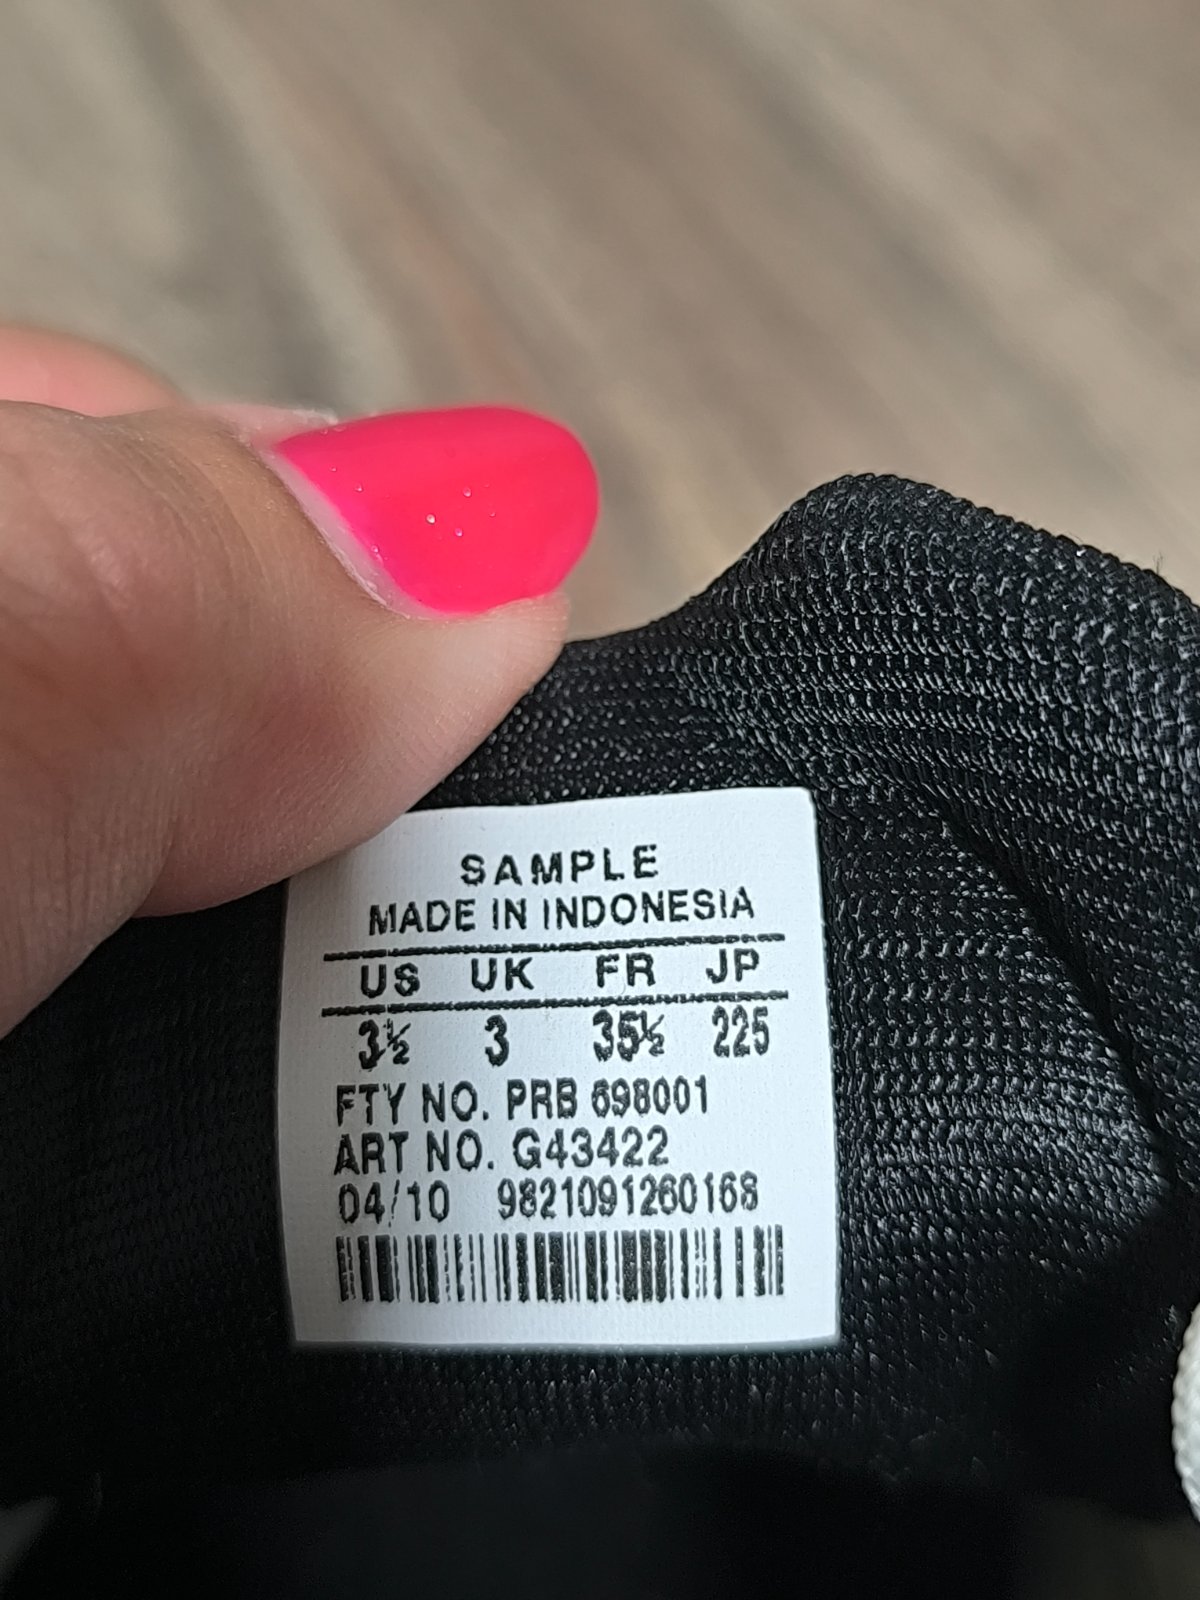 SAMPLE
MADE IN INDONESIA
US UK FR JP
3½ 3 35½ 225
FTY NO. PRB 698001
ART NO. G43422
04/10 9821091260168